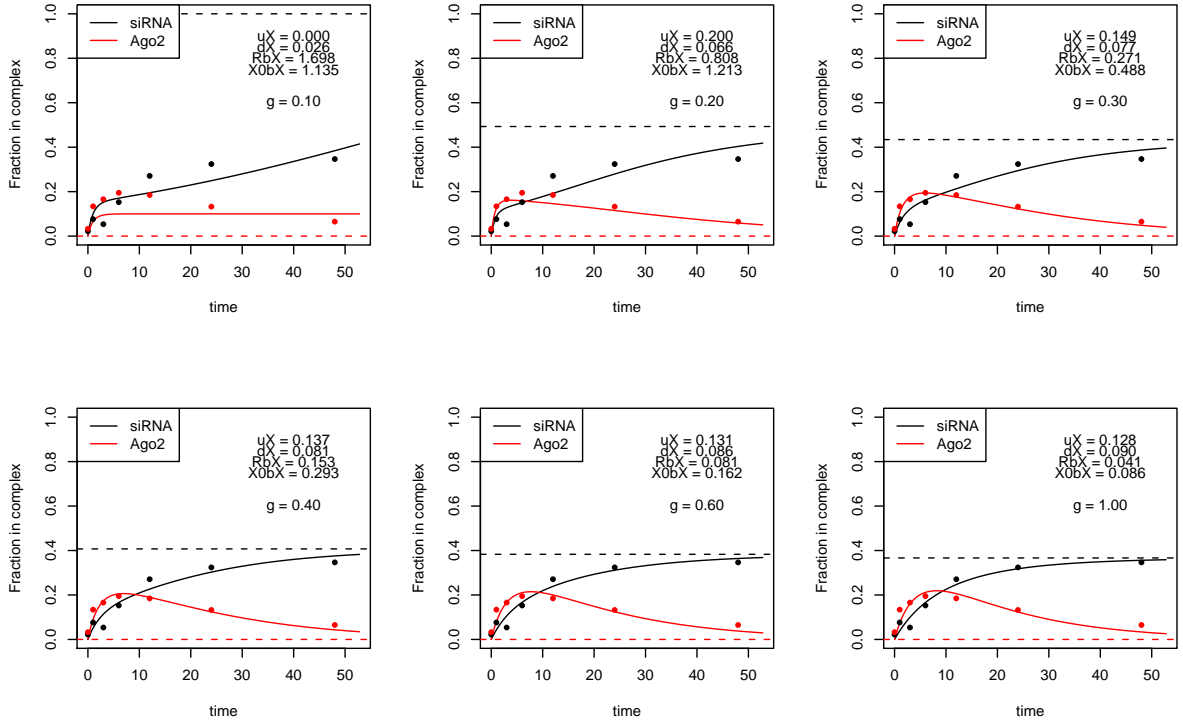 siRNA
Ago2
uX = 0.000
dX = 0.026
RbX = 1.698
X0bX = 1.135
g = 0.10
Fraction in complex
0.0 0.2 0.4 0.6 0.8 1.0
0 10 20 30 40 50
time
siRNA
Ago2
uX = 0.200
dX = 0.066
RbX = 0.808
X0bX = 1.213
g = 0.20
Fraction in complex
0.0 0.2 0.4 0.6 0.8 1.0
0 10 20 30 40 50
time
siRNA
Ago2
uX = 0.149
dX = 0.077
RbX = 0.271
X0bX = 0.488
g = 0.30
Fraction in complex
0.0 0.2 0.4 0.6 0.8 1.0
0 10 20 30 40 50
time
siRNA
Ago2
uX = 0.137
dX = 0.081
RbX = 0.153
X0bX = 0.293
g = 0.40
Fraction in complex
0.0 0.2 0.4 0.6 0.8 1.0
0 10 20 30 40 50
time
siRNA
Ago2
uX = 0.131
dX = 0.086
RbX = 0.081
X0bX = 0.162
g = 0.60
Fraction in complex
0.0 0.2 0.4 0.6 0.8 1.0
0 10 20 30 40 50
time
siRNA
Ago2
uX = 0.128
dX = 0.090
RbX = 0.041
X0bX = 0.086
g = 1.00
Fraction in complex
0.0 0.2 0.4 0.6 0.8 1.0
0 10 20 30 40 50
time